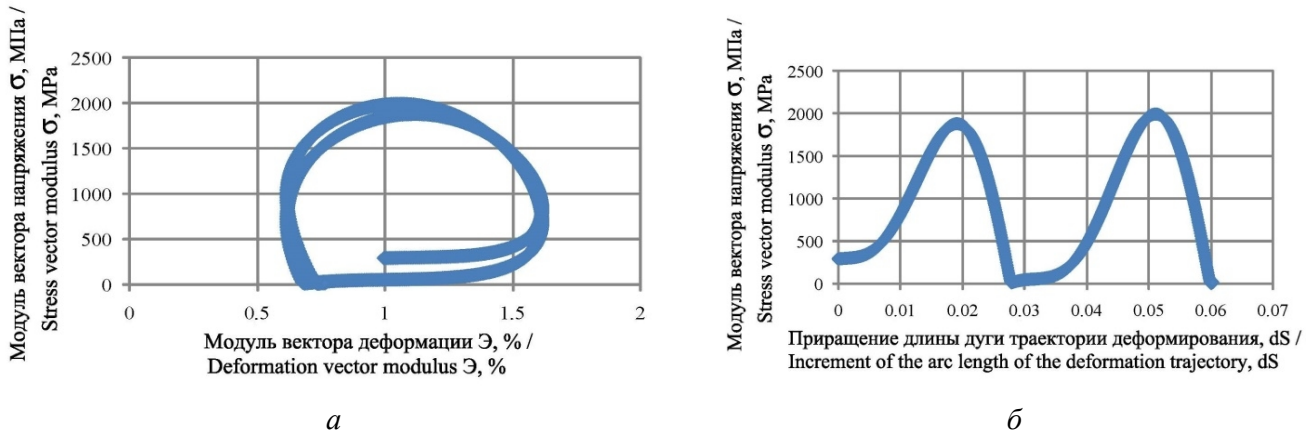 Модуль вектора напряжения σ, МПа /
Stress vector modulus σ, MPa
2500
2000
1500
1000
500
0
0
0.5
1
1.5
2
Модуль вектора деформации Э, % /
Deformation vector modulus Э, %
а
Модуль вектора напряжения σ, МПа /
Stress vector modulus σ, MPa
2500
2000
1500
1000
500
0
0
0.01
0.02
0.03
0.04
0.05
0.06
0.07
Приращение длины дуги траектории деформирования, dS /
Increment of the arc length of the deformation trajectory, dS
б